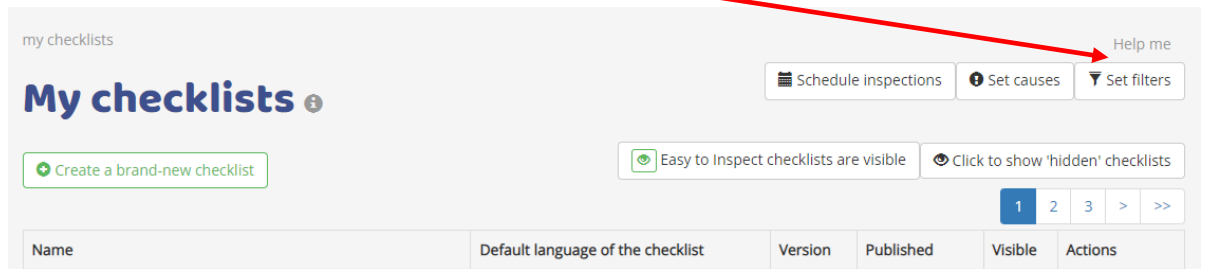 my checklists
Help me
My checklists
Schedule inspections
Set causes
Set filters
Create a brand-new checklist
Easy to Inspect checklists are visible
Click to show 'hidden' checklists
1 2 3 > >>
Name Default language of the checklist Version Published Visible Actions